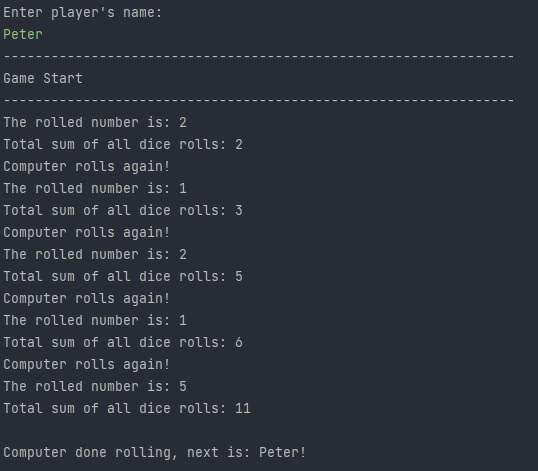 Enter player's name:
Peter
----------------------------------------------------------------
Game Start
----------------------------------------------------------------
The rolled number is: 2
Total sum of all dice rolls: 2
Computer rolls again!
The rolled number is: 1
Total sum of all dice rolls: 3
Computer rolls again!
The rolled number is: 2
Total sum of all dice rolls: 5
Computer rolls again!
The rolled number is: 1
Total sum of all dice rolls: 6
Computer rolls again!
The rolled number is: 5
Total sum of all dice rolls: 11
Computer done rolling, next is: Peter!